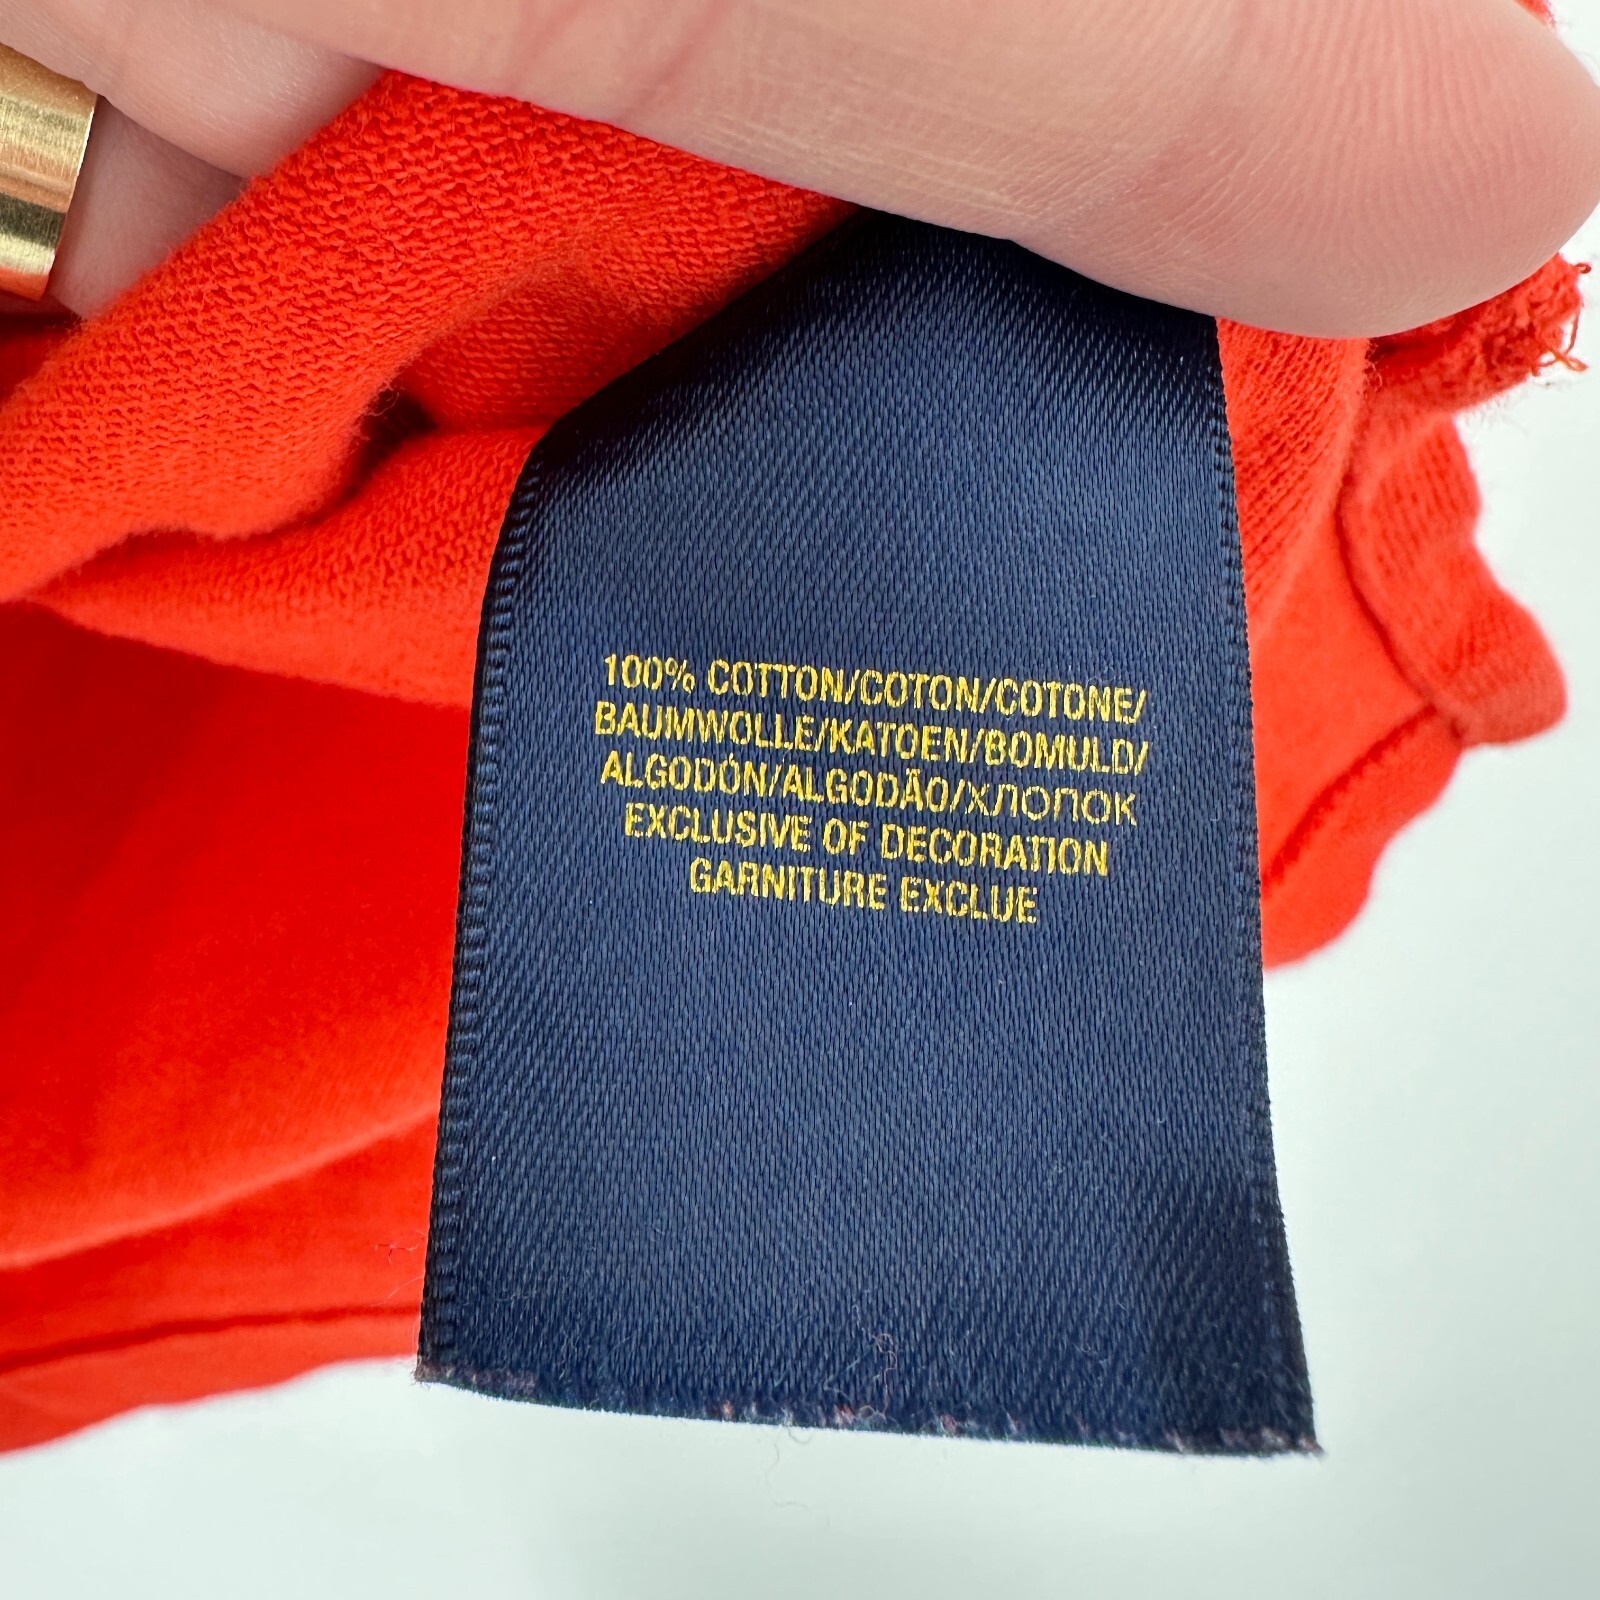 100% COTTON/COTON/COTONE/
BAUMWOLLE/KATOEN/BOMULD/
ALGODÓN/ALGODÃO/ХЛОПОК
EXCLUSIVE OF DECORATION
GARNITURE EXCLUE